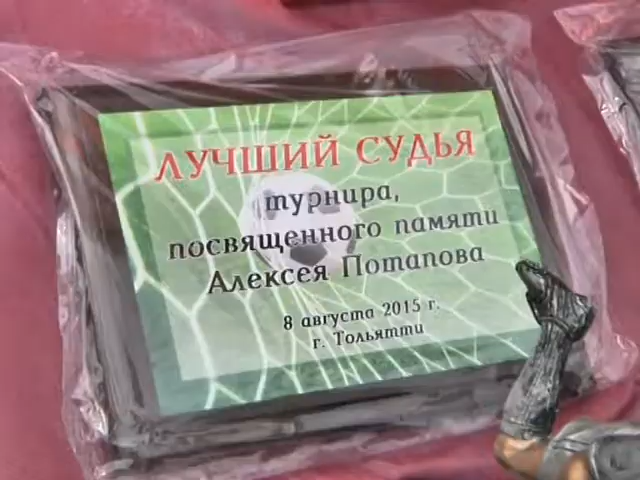 ЛУЧШИЙ СУДЬЯ
турнира,
посвященного памяти
Алексея Потапова
8 августа 2015 г.
г. Тольятти